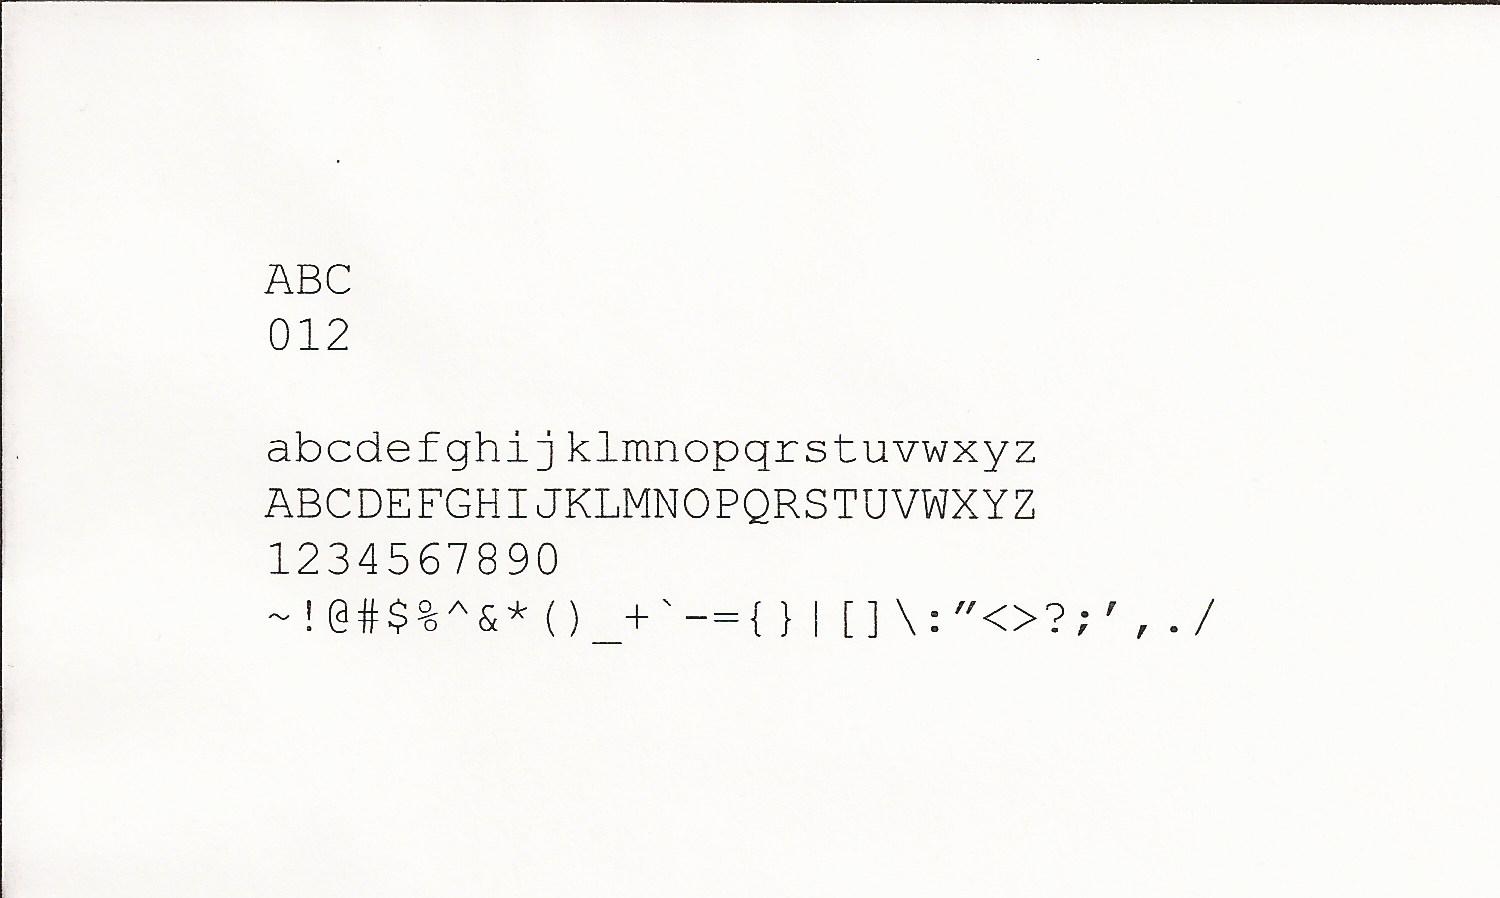 ABC
012
abcdefghijklmnopqrstuvwxyz
ABCDEFGHIJKLMNOPQRSTUVWXYZ
1234567890
~!@#$%^&*()_+`-={}|[]\:"<>?;',./